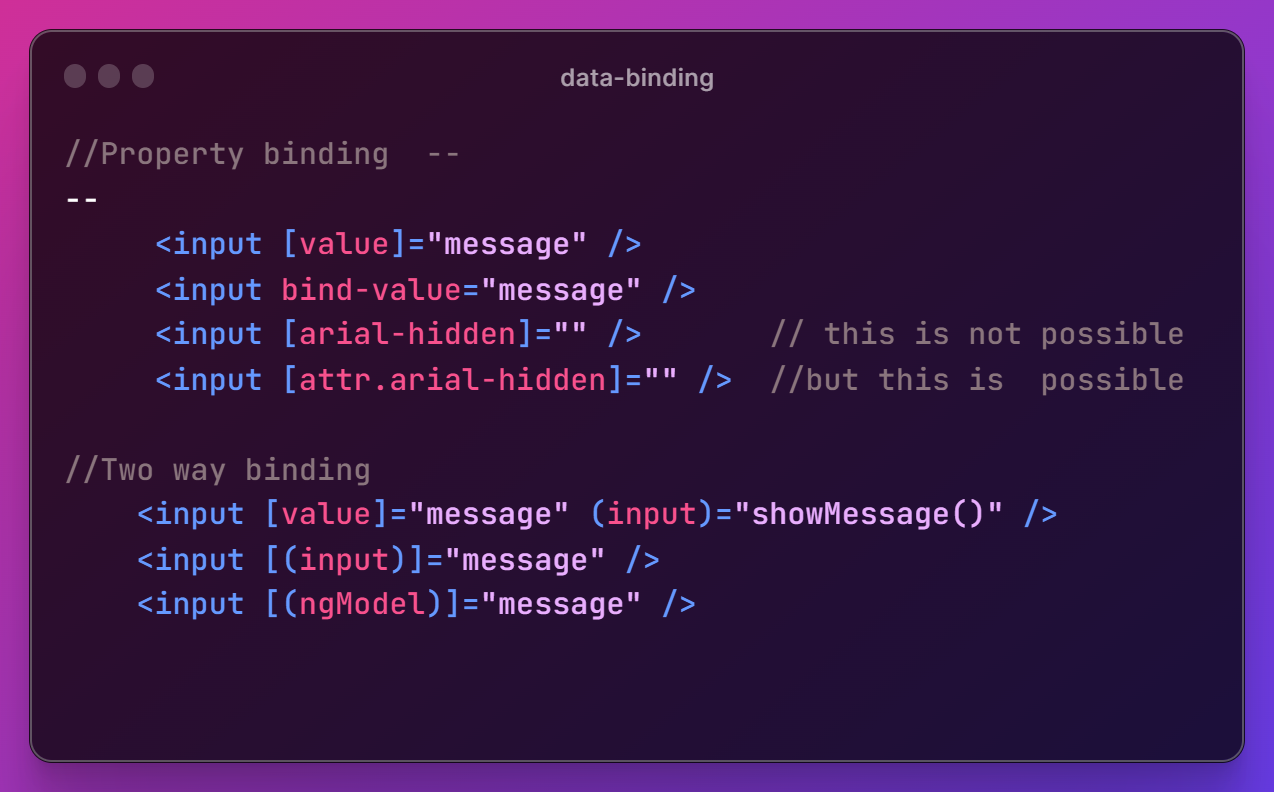 data-binding
//Property binding  --
--
     <input [value]="message" />
     <input bind-value="message" />
     <input [arial-hidden]="" />       // this is not possible
     <input [attr.arial-hidden]="" />  //but this is  possible

//Two way binding
    <input [value]="message" (input)="showMessage()" />
    <input [(input)]="message" />
    <input [(ngModel)]="message" />